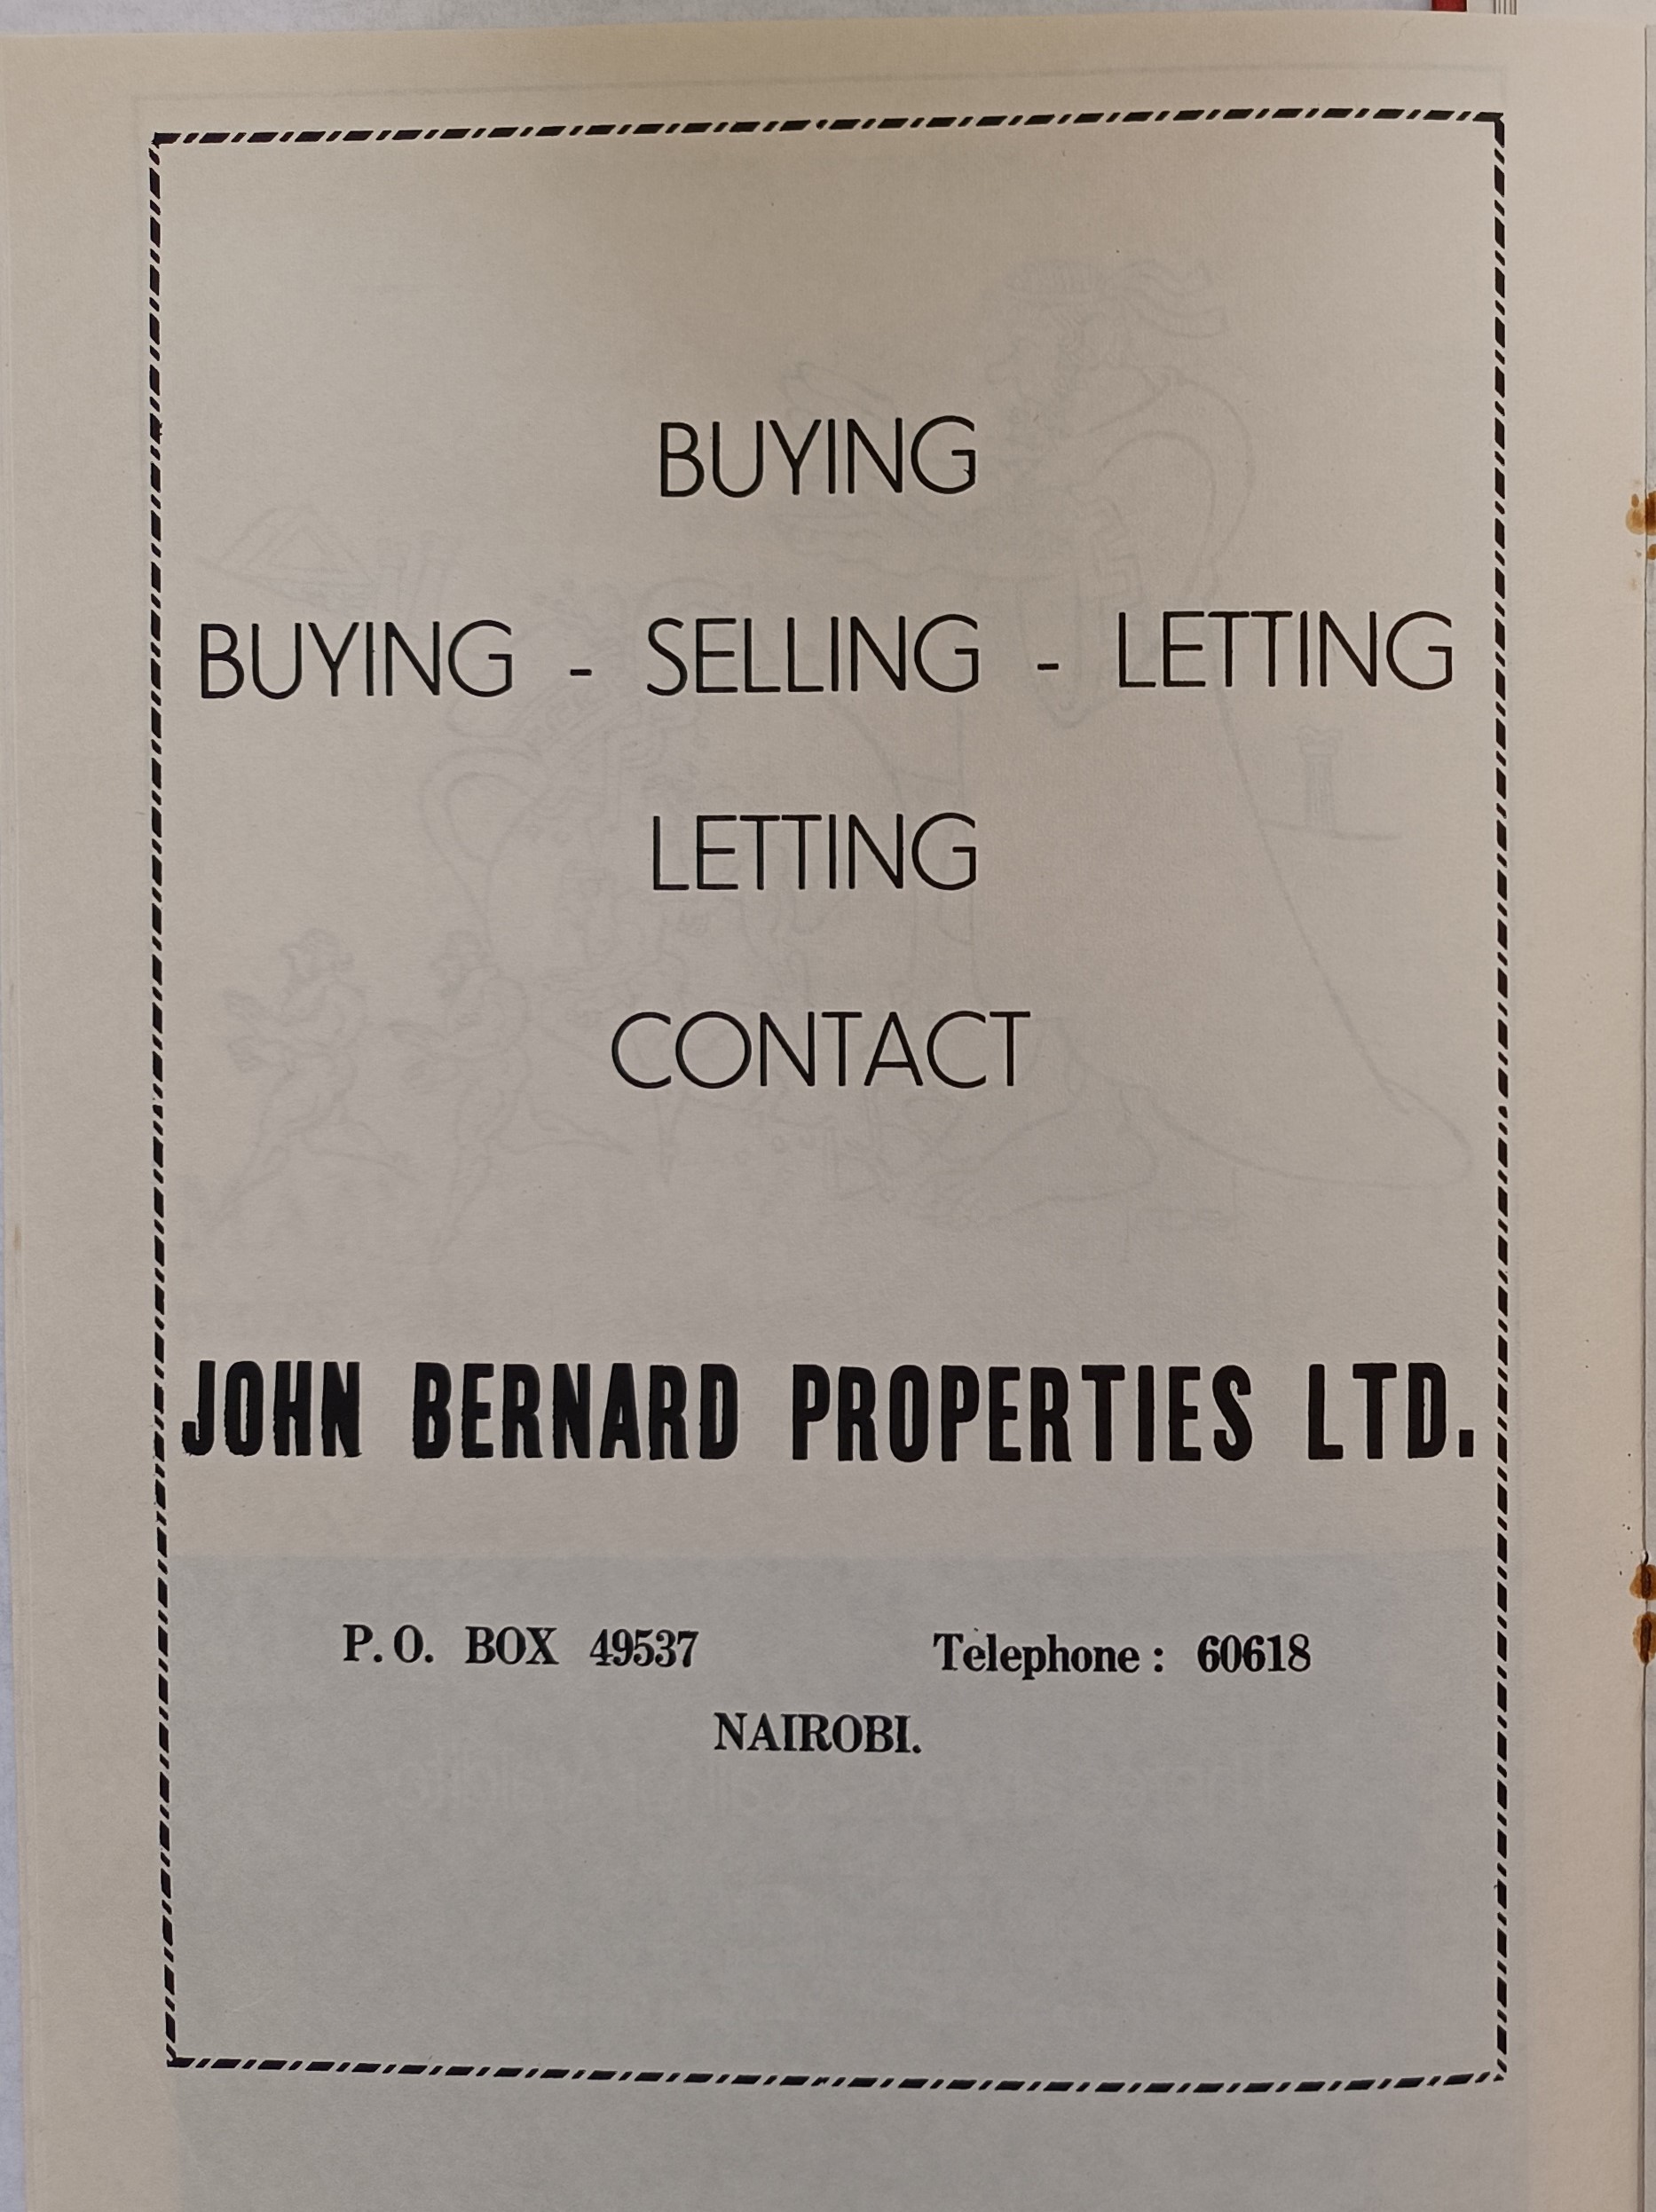 BUYING
BUYING - SELLING - LETTING
LETTING
CONTACT
JOHN BERNARD PROPERTIES LTD.
P.O. BOX 49537 Telephone : 60618
NAIROBI.